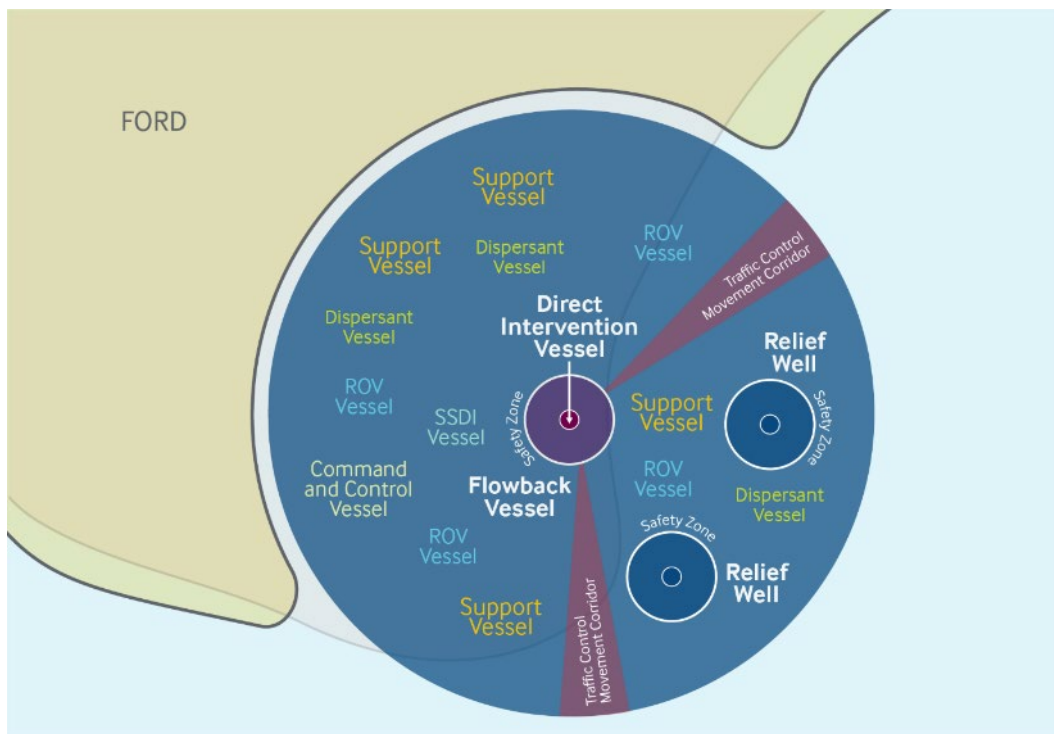 FORD
Support
Vessel
Support
Vessel
Dispersant
Vessel
ROV
Vessel
Traffic Control
Movement Corridor
Dispersant
Vessel
Direct
Intervention
Vessel
Relief
Well
Safety Zone
ROV
Vessel
SSDI
Vessel
Safety Zone
Support
Vessel
Command
and Control
Vessel
Flowback
Vessel
ROV
Vessel
Dispersant
Vessel
ROV
Vessel
Safety Zone
Relief
Well
Support
Vessel
Traffic Control
Movement Corridor